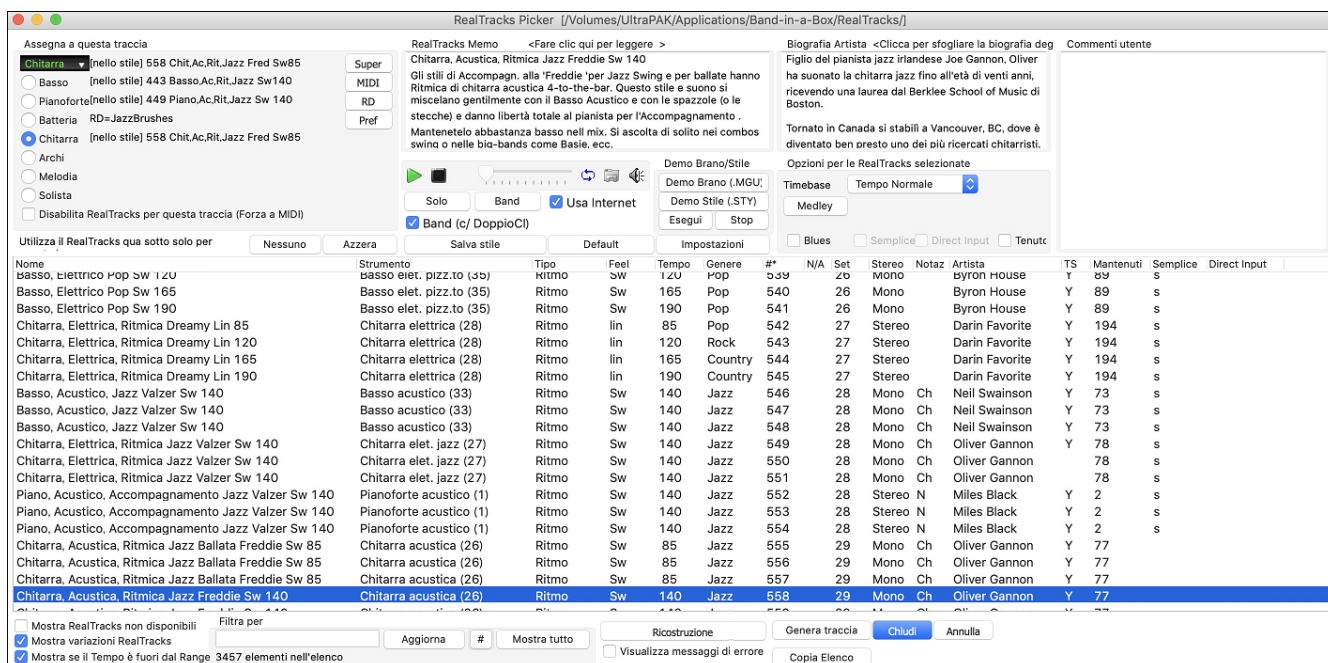 RealTracks Picker [/Volumes/UltraPAK/Applications/Band-in-a-Box/RealTracks/]
Assegna a questa traccia
Chitarra [nello stile] 558 Chit,Ac,Rit,Jazz Fred Sw85 Super
Basso [nello stile] 443 Basso,Ac,Rit,Jazz Sw140 MIDI
Pianoforte [nello stile] 449 Piano,Ac,Rit,Jazz Sw 140 RD
Batteria RD=JazzBrushes Pref
Chitarra [nello stile] 558 Chit,Ac,Rit,Jazz Fred Sw85
Archi
Melodia
Solista
Disabilita RealTracks per questa traccia (Forza a MIDI)
Utilizza il RealTracks qua sotto solo per Nessuno Azzera
RealTracks Memo <Fare clic qui per leggere >
Chitarra, Acustica, Ritmica Jazz Freddie Sw 140
Gli stili di Accompagn. alla 'Freddie 'per Jazz Swing e per ballate hanno
Ritmica di chitarra acustica 4-to-the-bar. Questo stile e suono si
miscelano gentilmente con il Basso Acustico e con le spazzole (o le
stecche) e danno libertà totale al pianista per l'Accompagnamento .
Mantenetelo abbastanza basso nell mix. Si ascolta di solito nei combos
swing o nelle big-bands come Basie, ecc.
Solo Band Usa Internet
Band (c/ DoppioCl)
Salva stile Default Impostazioni
Demo Brano/Stile
Demo Brano (.MGU)
Demo Stile (.STY)
Esegui Stop
Biografia Artista <Clicca per sfogliare la biografia deg
Figlio del pianista jazz irlandese Joe Gannon, Oliver
ha suonato la chitarra jazz fino all'età di venti anni,
ricevendo una laurea dal Berklee School of Music di
Boston.
Tornato in Canada si stabilì a Vancouver, BC, dove è
diventato ben presto uno dei più ricercati chitarristi.
Opzioni per le RealTracks selezionate
Timebase Tempo Normale
Medley
Blues Semplice Direct Input Tenutc
Commenti utente
Nome Strumento Tipo Feel Tempo Genere #* N/A Set Stereo Notaz Artista TS Mantenuti Semplice Direct Input
Basso, Elettrico Pop Sw 120 Basso elet. pizz.to (35) Ritmo Sw 120 Pop 539 26 Mono Byron House Y 89 s
Basso, Elettrico Pop Sw 165 Basso elet. pizz.to (35) Ritmo Sw 165 Pop 540 26 Mono Byron House Y 89 s
Basso, Elettrico Pop Sw 190 Basso elet. pizz.to (35) Ritmo Sw 190 Pop 541 26 Mono Byron House Y 89 s
Chitarra, Elettrica, Ritmica Dreamy Lin 85 Chitarra elettrica (28) Ritmo lin 85 Pop 542 27 Stereo Darin Favorite Y 194 s
Chitarra, Elettrica, Ritmica Dreamy Lin 120 Chitarra elettrica (28) Ritmo lin 120 Rock 543 27 Stereo Darin Favorite Y 194 s
Chitarra, Elettrica, Ritmica Dreamy Lin 165 Chitarra elettrica (28) Ritmo lin 165 Country 544 27 Stereo Darin Favorite Y 194 s
Chitarra, Elettrica, Ritmica Dreamy Lin 190 Chitarra elettrica (28) Ritmo lin 190 Country 545 27 Stereo Darin Favorite Y 194 s
Basso, Acustico, Jazz Valzer Sw 140 Basso acustico (33) Ritmo Sw 140 Jazz 546 28 Mono Ch Neil Swainson Y 73 s
Basso, Acustico, Jazz Valzer Sw 140 Basso acustico (33) Ritmo Sw 140 Jazz 547 28 Mono Ch Neil Swainson Y 73 s
Basso, Acustico, Jazz Valzer Sw 140 Basso acustico (33) Ritmo Sw 140 Jazz 548 28 Mono Ch Neil Swainson Y 73 s
Chitarra, Elettrica, Ritmica Jazz Valzer Sw 140 Chitarra elet. jazz (27) Ritmo Sw 140 Jazz 549 28 Mono Ch Oliver Gannon Y 78 s
Chitarra, Elettrica, Ritmica Jazz Valzer Sw 140 Chitarra elet. jazz (27) Ritmo Sw 140 Jazz 550 28 Mono Ch Oliver Gannon 78 s
Chitarra, Elettrica, Ritmica Jazz Valzer Sw 140 Chitarra elet. jazz (27) Ritmo Sw 140 Jazz 551 28 Mono Ch Oliver Gannon 78 s
Piano, Acustico, Accompagnamento Jazz Valzer Sw 140 Pianoforte acustico (1) Ritmo Sw 140 Jazz 552 28 Stereo N Miles Black Y 2 s
Piano, Acustico, Accompagnamento Jazz Valzer Sw 140 Pianoforte acustico (1) Ritmo Sw 140 Jazz 553 28 Stereo N Miles Black Y 2 s
Piano, Acustico, Accompagnamento Jazz Valzer Sw 140 Pianoforte acustico (1) Ritmo Sw 140 Jazz 554 28 Stereo N Miles Black Y 2 s
Chitarra, Acustica, Ritmica Jazz Ballata Freddie Sw 85 Chitarra acustica (26) Ritmo Sw 85 Jazz 555 29 Mono Ch Oliver Gannon Y 77
Chitarra, Acustica, Ritmica Jazz Ballata Freddie Sw 85 Chitarra acustica (26) Ritmo Sw 85 Jazz 556 29 Mono Ch Oliver Gannon Y 77
Chitarra, Acustica, Ritmica Jazz Ballata Freddie Sw 85 Chitarra acustica (26) Ritmo Sw 85 Jazz 557 29 Mono Ch Oliver Gannon Y 77
Chitarra, Acustica, Ritmica Jazz Freddie Sw 140 Chitarra acustica (26) Ritmo Sw 140 Jazz 558 29 Mono Ch Oliver Gannon Y 77
Mostra RealTracks non disponibili Filtra per
Mostra variazioni RealTracks Aggiorna # Mostra tutto
Mostra se il Tempo è fuori dal Range 3457 elementi nell'elenco
Ricostruzione Genera traccia Chiudi Annulla
Visualizza messaggi di errore Copia Elenco